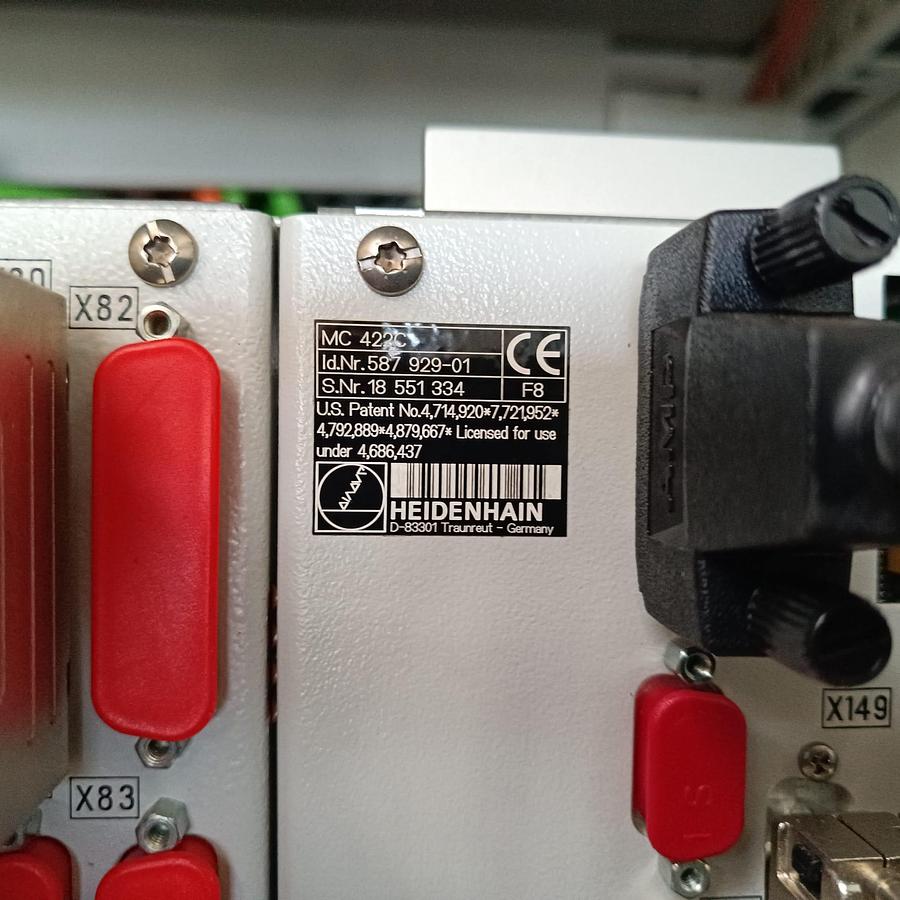 X82
MC 422C
Id.Nr. 587 929-01
S.Nr. 18 551 334
CE
F8
U.S. Patent No.4,714,920*7,721,952*
4,792,889*4,879,667* Licensed for use
under 4,686,437
HEIDENHAIN
D-83301 Traunreut - Germany
AMP
X149
X83